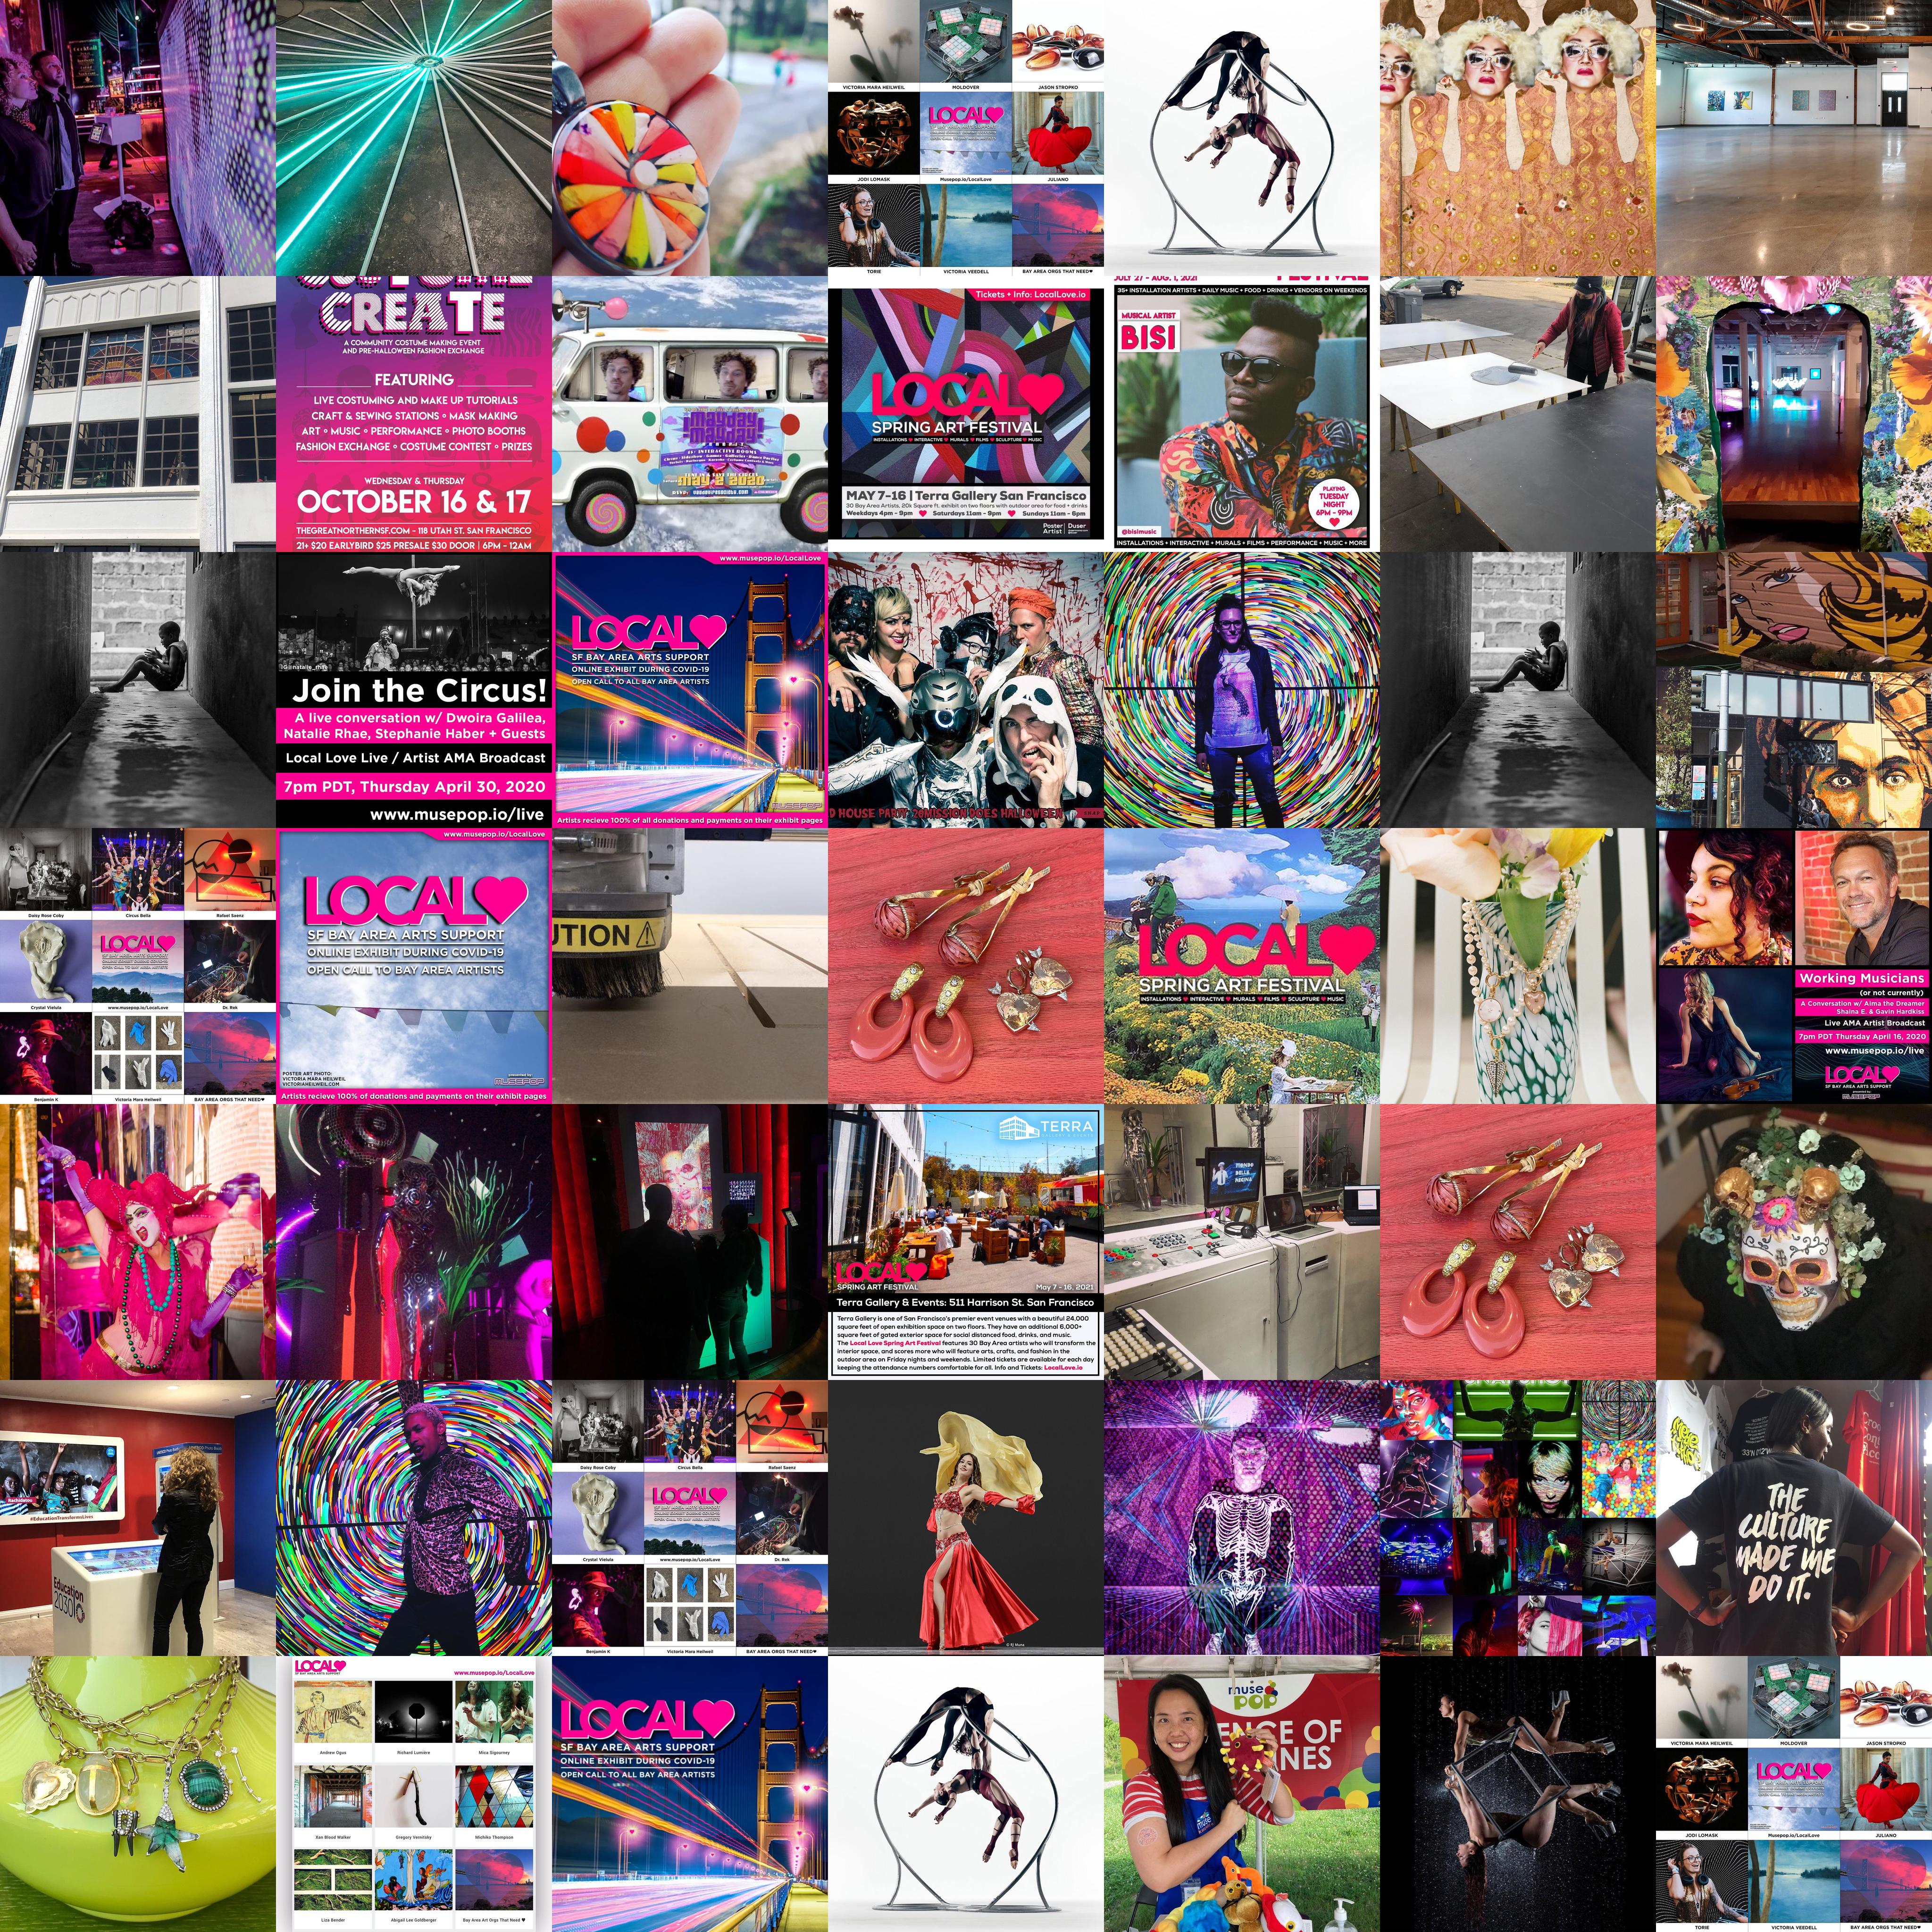 Cocktail
VICTORIA MARA HEILWEIL
MOLDOVER
JASON STROPKO
LOCAL
JODI LOMASK
Musepop.io/LocalLove
JULIANO
TORIE
VICTORIA VEEDELL
BAY AREA ORGS THAT NEED♥
CREATE
A COMMUNITY COSTUME MAKING EVENT
AND PRE-HALLOWEEN FASHION EXCHANGE
FEATURING
LIVE COSTUMING AND MAKE UP TUTORIALS
CRAFT & SEWING STATIONS • MASK MAKING
ART • MUSIC • PERFORMANCE • PHOTO BOOTHS
FASHION EXCHANGE • COSTUME CONTEST • PRIZES
WEDNESDAY & THURSDAY
OCTOBER 16 & 17
THEGREATNORTHERNSF.COM - 118 UTAH ST. SAN FRANCISCO
21+ $20 EARLYBIRD $25 PRESALE $30 DOOR | 6PM - 12AM
MAYDAY
MAYDAY!
MAY 2 2020
Tickets + Info: LocalLove.io
LOCAL
SPRING ART FESTIVAL
INSTALLATIONS ♥ INTERACTIVE ♥ MURALS ♥ FILMS ♥ SCULPTURE ♥ MUSIC
MAY 7-16 | Terra Gallery San Francisco
30 Bay Area Artists, 20k Square ft. exhibit on two floors with outdoor area for food + drinks
Weekdays 4pm - 9pm ♥ Saturdays 11am - 9pm ♥ Sundays 11am - 6pm
Poster Artist | Duser
JULY 27 - AUG. 1, 2021
FESTIVAL
35+ INSTALLATION ARTISTS • DAILY MUSIC • FOOD • DRINKS • VENDORS ON WEEKENDS
MUSICAL ARTIST
BISI
PLAYING
TUESDAY
NIGHT
6PM - 9PM
@bisimusic
INSTALLATIONS • INTERACTIVE • MURALS • FILMS • PERFORMANCE • MUSIC • MORE
Join the Circus!
A live conversation w/ Dwoira Galilea,
Natalie Rhae, Stephanie Haber + Guests
Local Love Live / Artist AMA Broadcast
7pm PDT, Thursday April 30, 2020
www.musepop.io/live
www.musepop.io/LocalLove
LOCAL
SF BAY AREA ARTS SUPPORT
ONLINE EXHIBIT DURING COVID-19
OPEN CALL TO ALL BAY AREA ARTISTS
MUSEPOP
Artists recieve 100% of all donations and payments on their exhibit pages
D HOUSE PARTY 20MISSION DOES HALLOWEEN
Daisy Rose Coby
Circus Bella
Rafael Saenz
LOCAL
Crystal Vielula
www.musepop.io/LocalLove
Dr. Rek
Benjamin K
Victoria Mara Heilweil
BAY AREA ORGS THAT NEED♥
www.musepop.io/LocalLove
LOCAL
SF BAY AREA ARTS SUPPORT
ONLINE EXHIBIT DURING COVID-19
OPEN CALL TO BAY AREA ARTISTS
POSTER ART PHOTO:
VICTORIA MARA HEILWEIL
VICTORIAHEILWEIL.COM
presented by
MUSEPOP
Artists recieve 100% of donations and payments on their exhibit pages
UTION
LOCAL
SPRING ART FESTIVAL
INSTALLATIONS ♥ INTERACTIVE ♥ MURALS ♥ FILMS ♥ SCULPTURE ♥ MUSIC
Working Musicians
(or not currently)
A Conversation w/ Aima the Dreamer
Shaina E. & Gavin Hardkiss
Live AMA Artist Broadcast
7pm PDT Thursday April 16, 2020
www.musepop.io/live
LOCAL
SF BAY AREA ARTS SUPPORT
presented by
MUSEPOP
TERRA
LOCAL
SPRING ART FESTIVAL
May 7 - 16, 2021
Terra Gallery & Events: 511 Harrison St. San Francisco
Terra Gallery is one of San Francisco's premier event venues with a beautiful 24,000
square feet of open exhibition space on two floors. They have an additional 6,000+
square feet of gated exterior space for social distanced food, drinks, and music.
The Local Love Spring Art Festival features 30 Bay Area artists who will transform the
interior space, and scores more who will feature arts, crafts, and fashion in the
outdoor area on Friday nights and weekends. Limited tickets are available for each day
keeping the attendance numbers comfortable for all. Info and Tickets: LocalLove.io
#EducationTransformsLives
Education
2030
Daisy Rose Coby
Circus Bella
Rafael Saenz
LOCAL
Crystal Vielula
www.musepop.io/LocalLove
Dr. Rek
Benjamin K
Victoria Mara Heilweil
BAY AREA ORGS THAT NEED♥
THE
CULTURE
MADE ME
DO IT.
LOCAL
SF BAY AREA ARTS SUPPORT
www.musepop.io/LocalLove
Andrew Ogus
Richard Lumière
Mica Sigourney
Xan Blood Walker
Gregory Vernitsky
Michiko Thompson
Liza Bender
Abigail Lee Goldberger
Bay Area Art Orgs That Need ♥
LOCAL
SF BAY AREA ARTS SUPPORT
ONLINE EXHIBIT DURING COVID-19
OPEN CALL TO ALL BAY AREA ARTISTS
muse
pop
ENCE OF
NES
VICTORIA MARA HEILWEIL
MOLDOVER
JASON STROPKO
LOCAL
JODI LOMASK
Musepop.io/LocalLove
JULIANO
TORIE
VICTORIA VEEDELL
BAY AREA ORGS THAT NEED♥